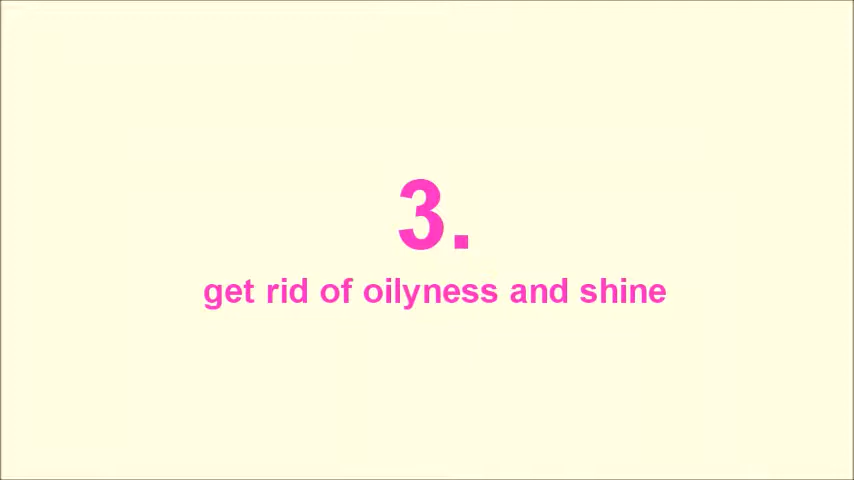 3.
get rid of oilyness and shine